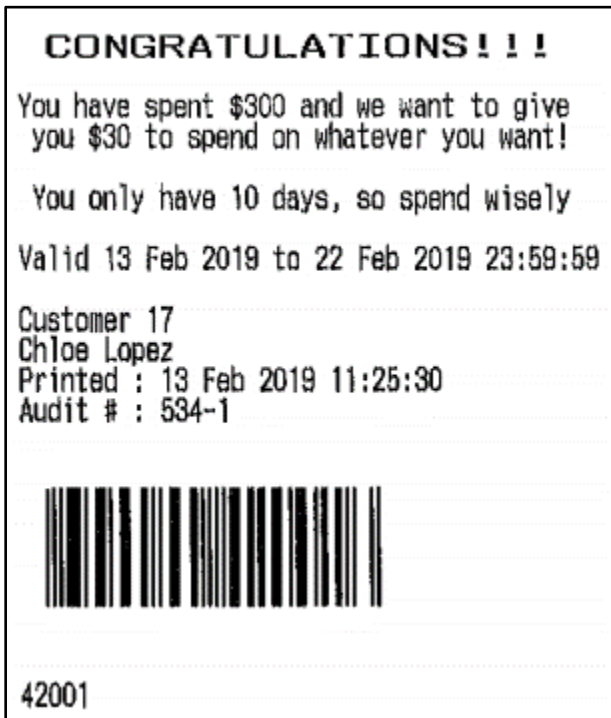 CONGRATULATIONS!!!
You have spent $300 and we want to give
you $30 to spend on whatever you want!
You only have 10 days, so spend wisely
Valid 13 Feb 2019 to 22 Feb 2019 23:59:59
Customer 17
Chloe Lopez
Printed : 13 Feb 2019 11:25:30
Audit # : 534-1
42001